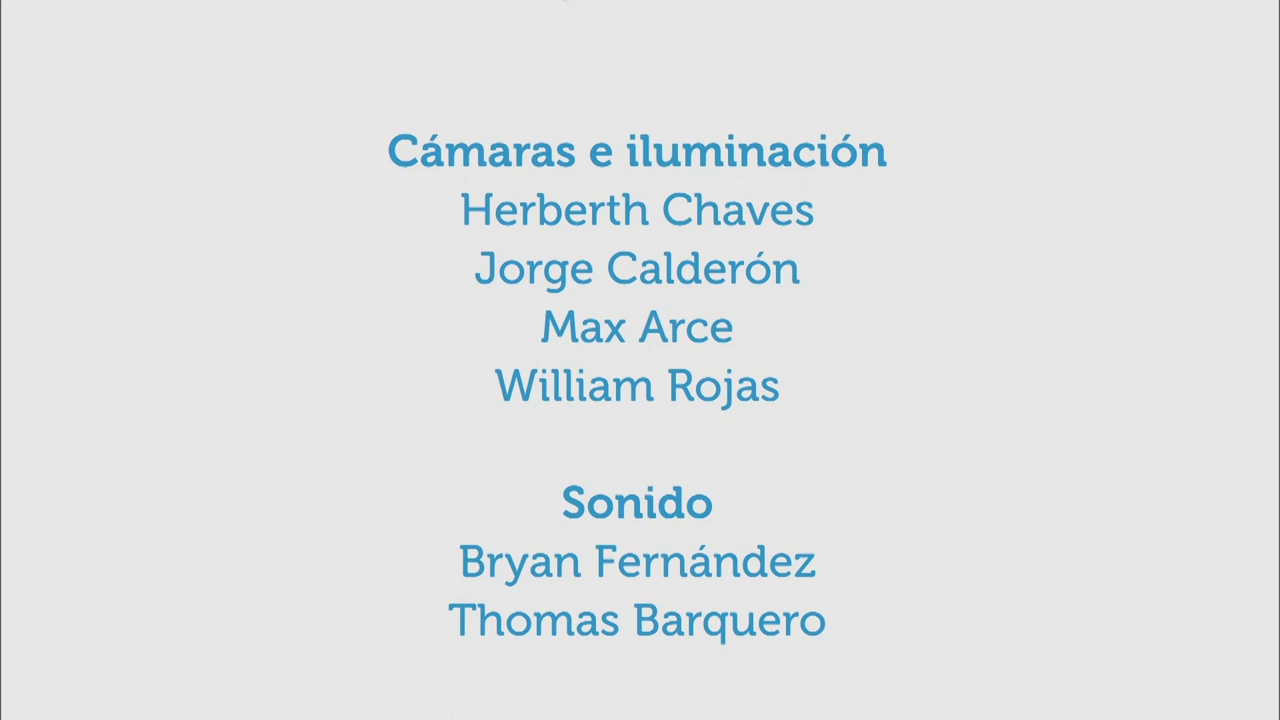 Cámaras e iluminación
Herberth Chaves
Jorge Calderón
Max Arce
William Rojas
Sonido
Bryan Fernández
Thomas Barquero